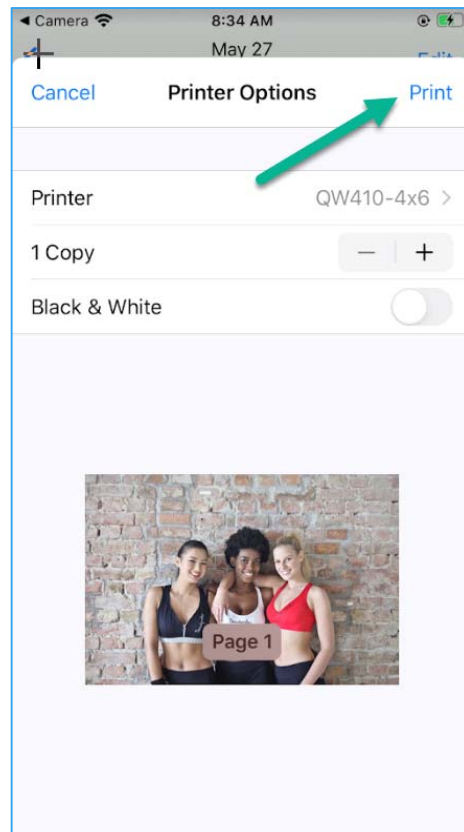 ◀ Camera 8:34 AM
May 27
Edit
Cancel Printer Options Print
Printer QW410-4x6 >
1 Copy − +
Black & White
Page 1